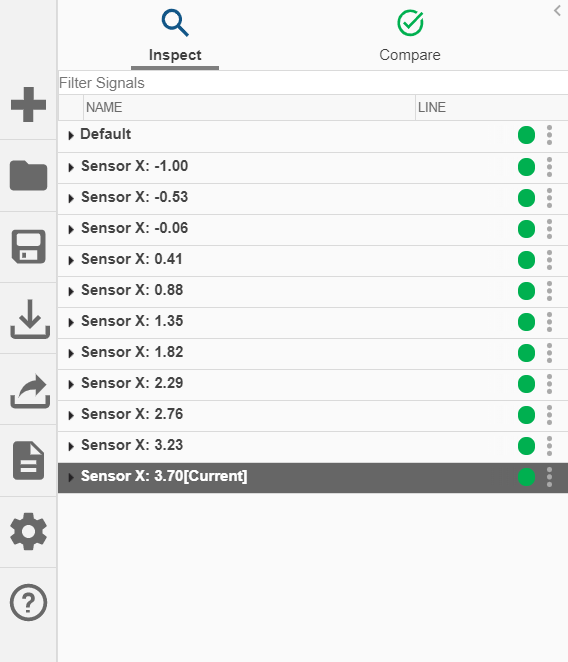 Inspect
Compare
Filter Signals
NAME LINE
Default
Sensor X: -1.00
Sensor X: -0.53
Sensor X: -0.06
Sensor X: 0.41
Sensor X: 0.88
Sensor X: 1.35
Sensor X: 1.82
Sensor X: 2.29
Sensor X: 2.76
Sensor X: 3.23
Sensor X: 3.70[Current]